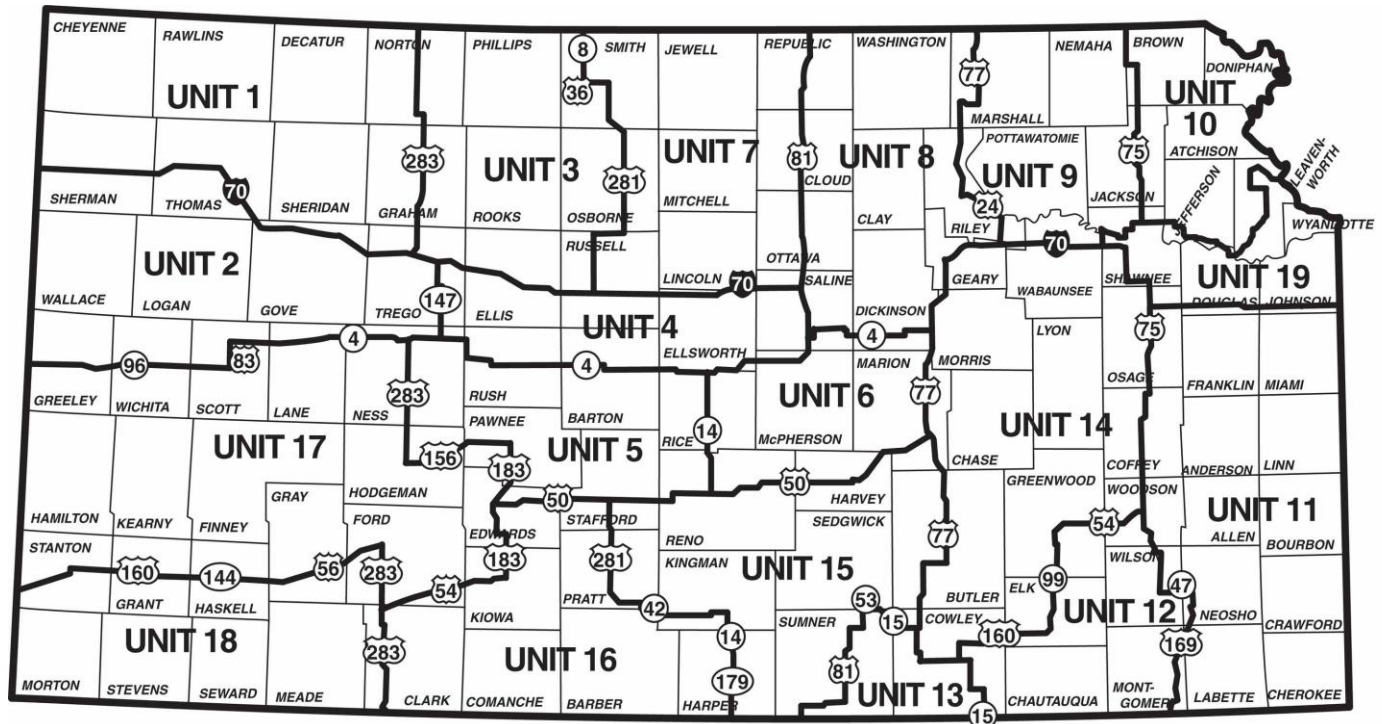 CHEYENNE
RAWLINS
DECATUR
NORTON
PHILLIPS
8
SMITH
JEWELL
REPUBLIC
WASHINGTON
NEMAHA
BROWN
DONIPHAN
36
77
UNIT 1
MARSHALL
UNIT
10
283
UNIT 3
281
UNIT 7
81
UNIT 8
POTTAWATOMIE
UNIT 9
75
ATCHISON
LEAVEN-
WORTH
CLOUD
SHERMAN
70
THOMAS
SHERIDAN
GRAHAM
ROOKS
OSBORNE
MITCHELL
24
JACKSON
JEFFERSON
CLAY
RILEY
WYANDOTTE
RUSSELL
UNIT 2
OTTAWA
70
LINCOLN
70
SALINE
GEARY
WABAUNSEE
SHAWNEE
UNIT 19
WALLACE
LOGAN
GOVE
TREGO
147
ELLIS
UNIT 4
DICKINSON
DOUGLAS
JOHNSON
LYON
75
4
4
96
83
4
ELLSWORTH
MARION
MORRIS
OSAGE
FRANKLIN
MIAMI
GREELEY
WICHITA
SCOTT
LANE
NESS
283
RUSH
PAWNEE
BARTON
UNIT 6
77
UNIT 17
156
183
UNIT 5
RICE
14
McPHERSON
UNIT 14
CHASE
COFFEY
ANDERSON
LINN
HAMILTON
KEARNY
FINNEY
GRAY
HODGEMAN
FORD
50
50
HARVEY
GREENWOOD
WOODSON
UNIT 11
STAFFORD
SEDGWICK
54
EDWARDS
RENO
77
ALLEN
BOURBON
STANTON
160
144
56
283
54
183
281
KINGMAN
UNIT 15
WILSON
99
47
GRANT
HASKELL
KIOWA
PRATT
42
53
BUTLER
ELK
UNIT 12
NEOSHO
UNIT 18
283
UNIT 16
14
SUMNER
15
COWLEY
160
169
CRAWFORD
81
179
UNIT 13
MORTON
STEVENS
SEWARD
MEADE
CLARK
COMANCHE
BARBER
HARPER
15
CHAUTAUQUA
MONT-
GOMERY
LABETTE
CHEROKEE